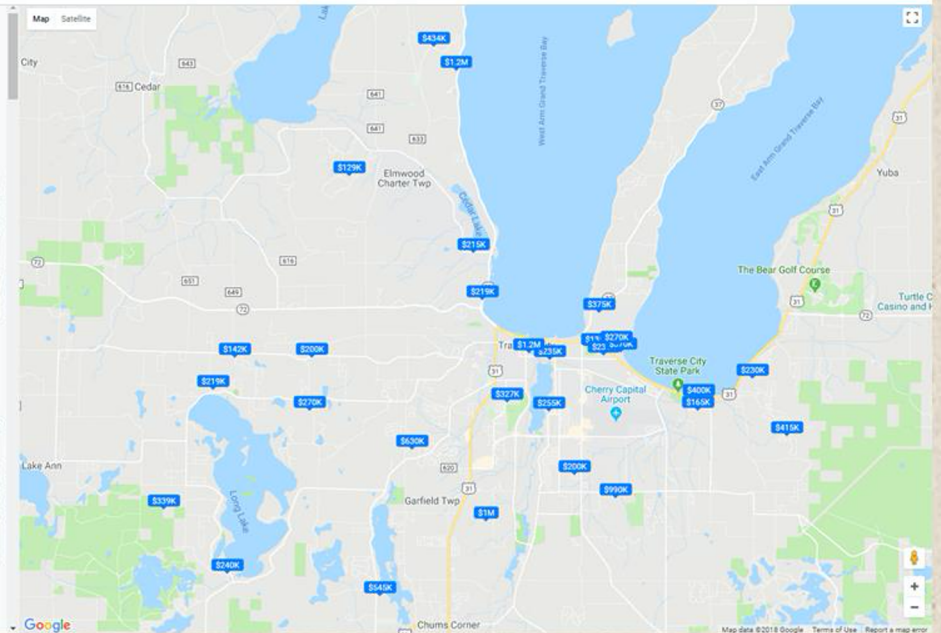 Map Satellite
$434K
$1.2M
City
643
616 Cedar
641
641
633
West Arm Grand Traverse Bay
37
East Arm Grand Traverse Bay
31
Yuba
$129K
Elmwood
Charter Twp
Cedar Lake
31
$215K
72
616
651
649
72
$219K
$375K
The Bear Golf Course
31
Turtle C
Casino and H
72
$142K
$200K
$1.2M
$235K
$270K
Traverse City
State Park
$230K
31
$219K
$270K
$327K
$255K
Cherry Capital
Airport
$400K
$165K
31
$415K
$630K
Lake Ann
620
$200K
31
$339K
Long Lake
Garfield Twp
$990K
$1M
$240K
$545K
Chums Corner
Google
Map data ©2018 Google Terms of Use Report a map error